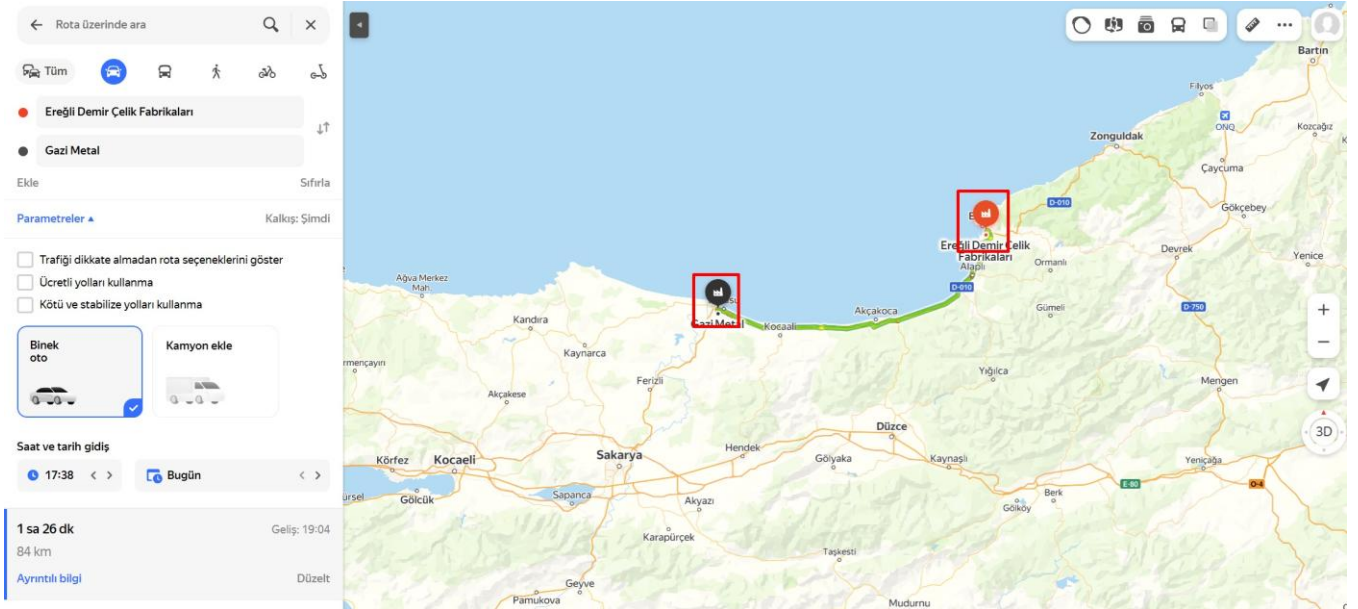 Rota üzerinde ara
Tüm
Ereğli Demir Çelik Fabrikaları
Gazi Metal
Ekle
Sıfırla
Parametreler
Kalkış: Şimdi
Trafiği dikkate almadan rota seçeneklerini göster
Ücretli yolları kullanma
Kötü ve stabilize yolları kullanma
Binek
oto
Kamyon ekle
Saat ve tarih gidiş
17:38
Bugün
1 sa 26 dk
Geliş: 19:04
84 km
Ayrıntılı bilgi
Düzelt
Bartın
Filyos
ONQ
Kozcağız
Zonguldak
Çaycuma
D-010
Gökçebey
Ereğli Demir Çelik
Fabrikaları
Devrek
Yenice
Ormanlı
Alaplı
Ağva Merkez
Mah.
D-010
Gümeli
D-750
Akçakoca
Kandıra
Gazi Metal
Kocaali
Kaynarca
Yığılca
Ferizli
Mengen
Akçakese
3D
Düzce
Hendek
Sakarya
Gölyaka
Kaynaşlı
Körfez
Kocaeli
Yeniçağa
E-80
O-4
Gölcük
Sapanca
Akyazı
Berk
Gölköy
Karapürçek
Taşkesti
Geyve
Pamukova
Mudurnu